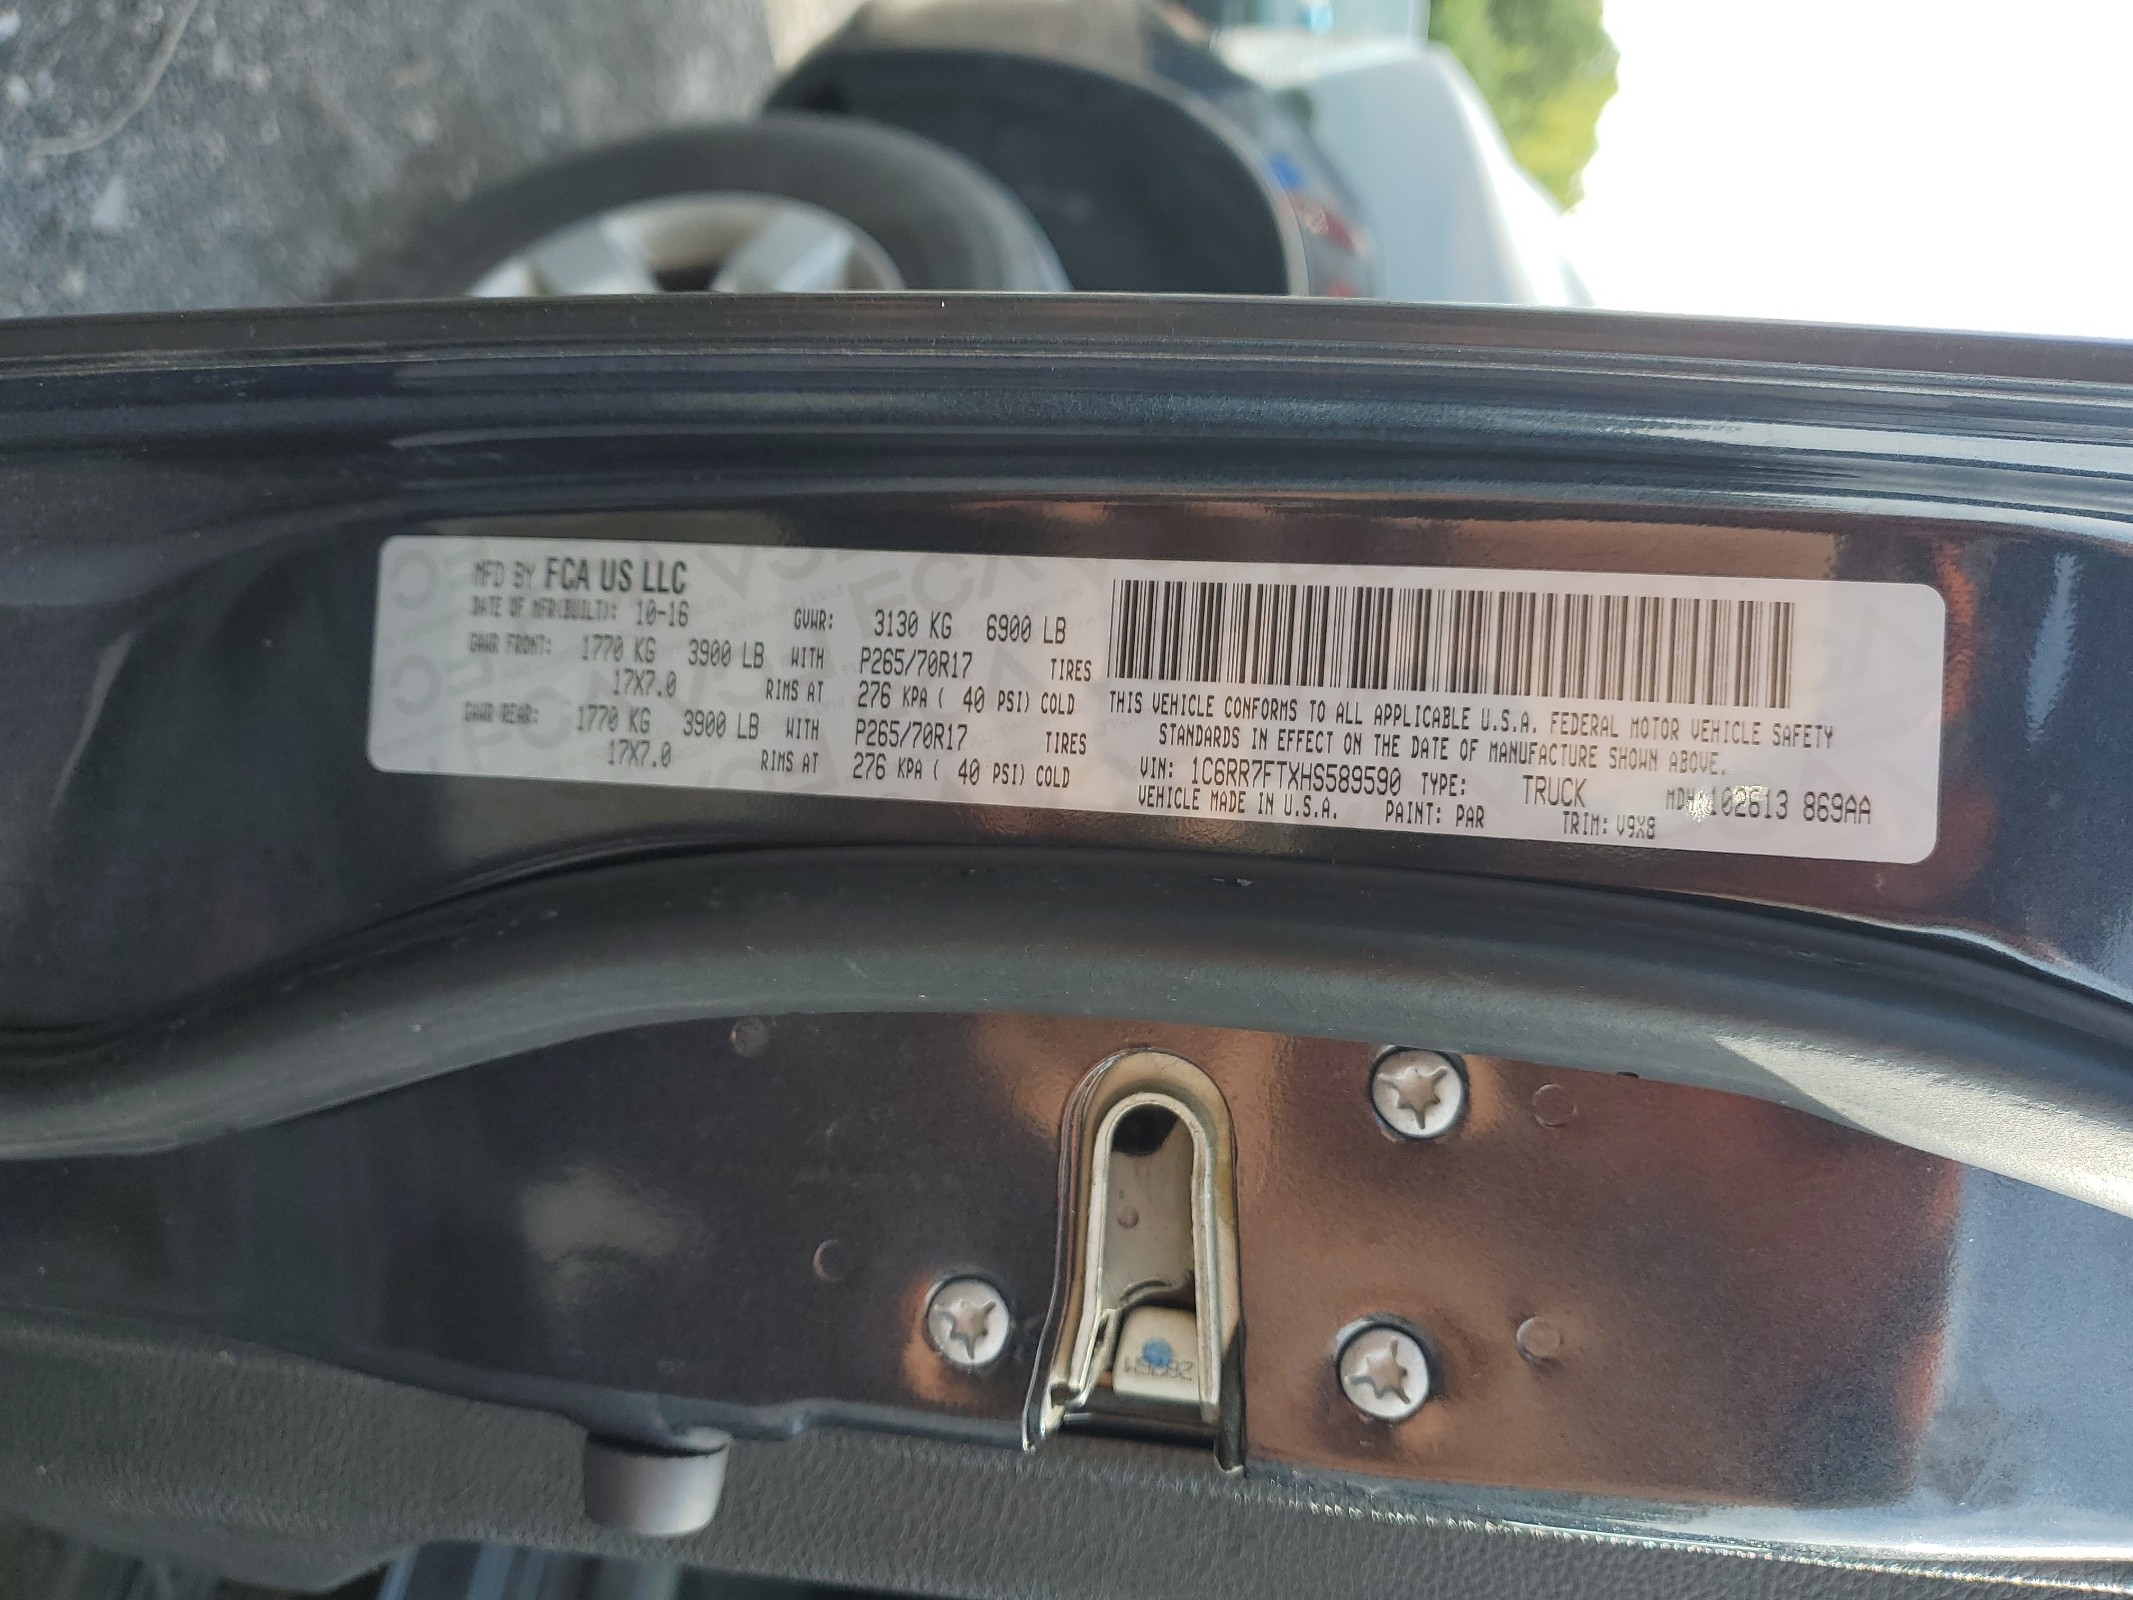 MFD BY FCA US LLC
DATE OF MFR(BUILT): 10-16 GVWR: 3130 KG 6900 LB
GAWR FRONT: 1770 KG 3900 LB WITH P265/70R17 TIRES
17X7.0 RIMS AT 276 KPA ( 40 PSI) COLD
GAWR REAR: 1770 KG 3900 LB WITH P265/70R17 TIRES
17X7.0 RIMS AT 276 KPA ( 40 PSI) COLD
THIS VEHICLE CONFORMS TO ALL APPLICABLE U.S.A. FEDERAL MOTOR VEHICLE SAFETY
STANDARDS IN EFFECT ON THE DATE OF MANUFACTURE SHOWN ABOVE.
VIN: 1C6RR7FTXHS589590 TYPE: TRUCK 102613 869AA
VEHICLE MADE IN U.S.A. PAINT: PAR TRIM: V9X8